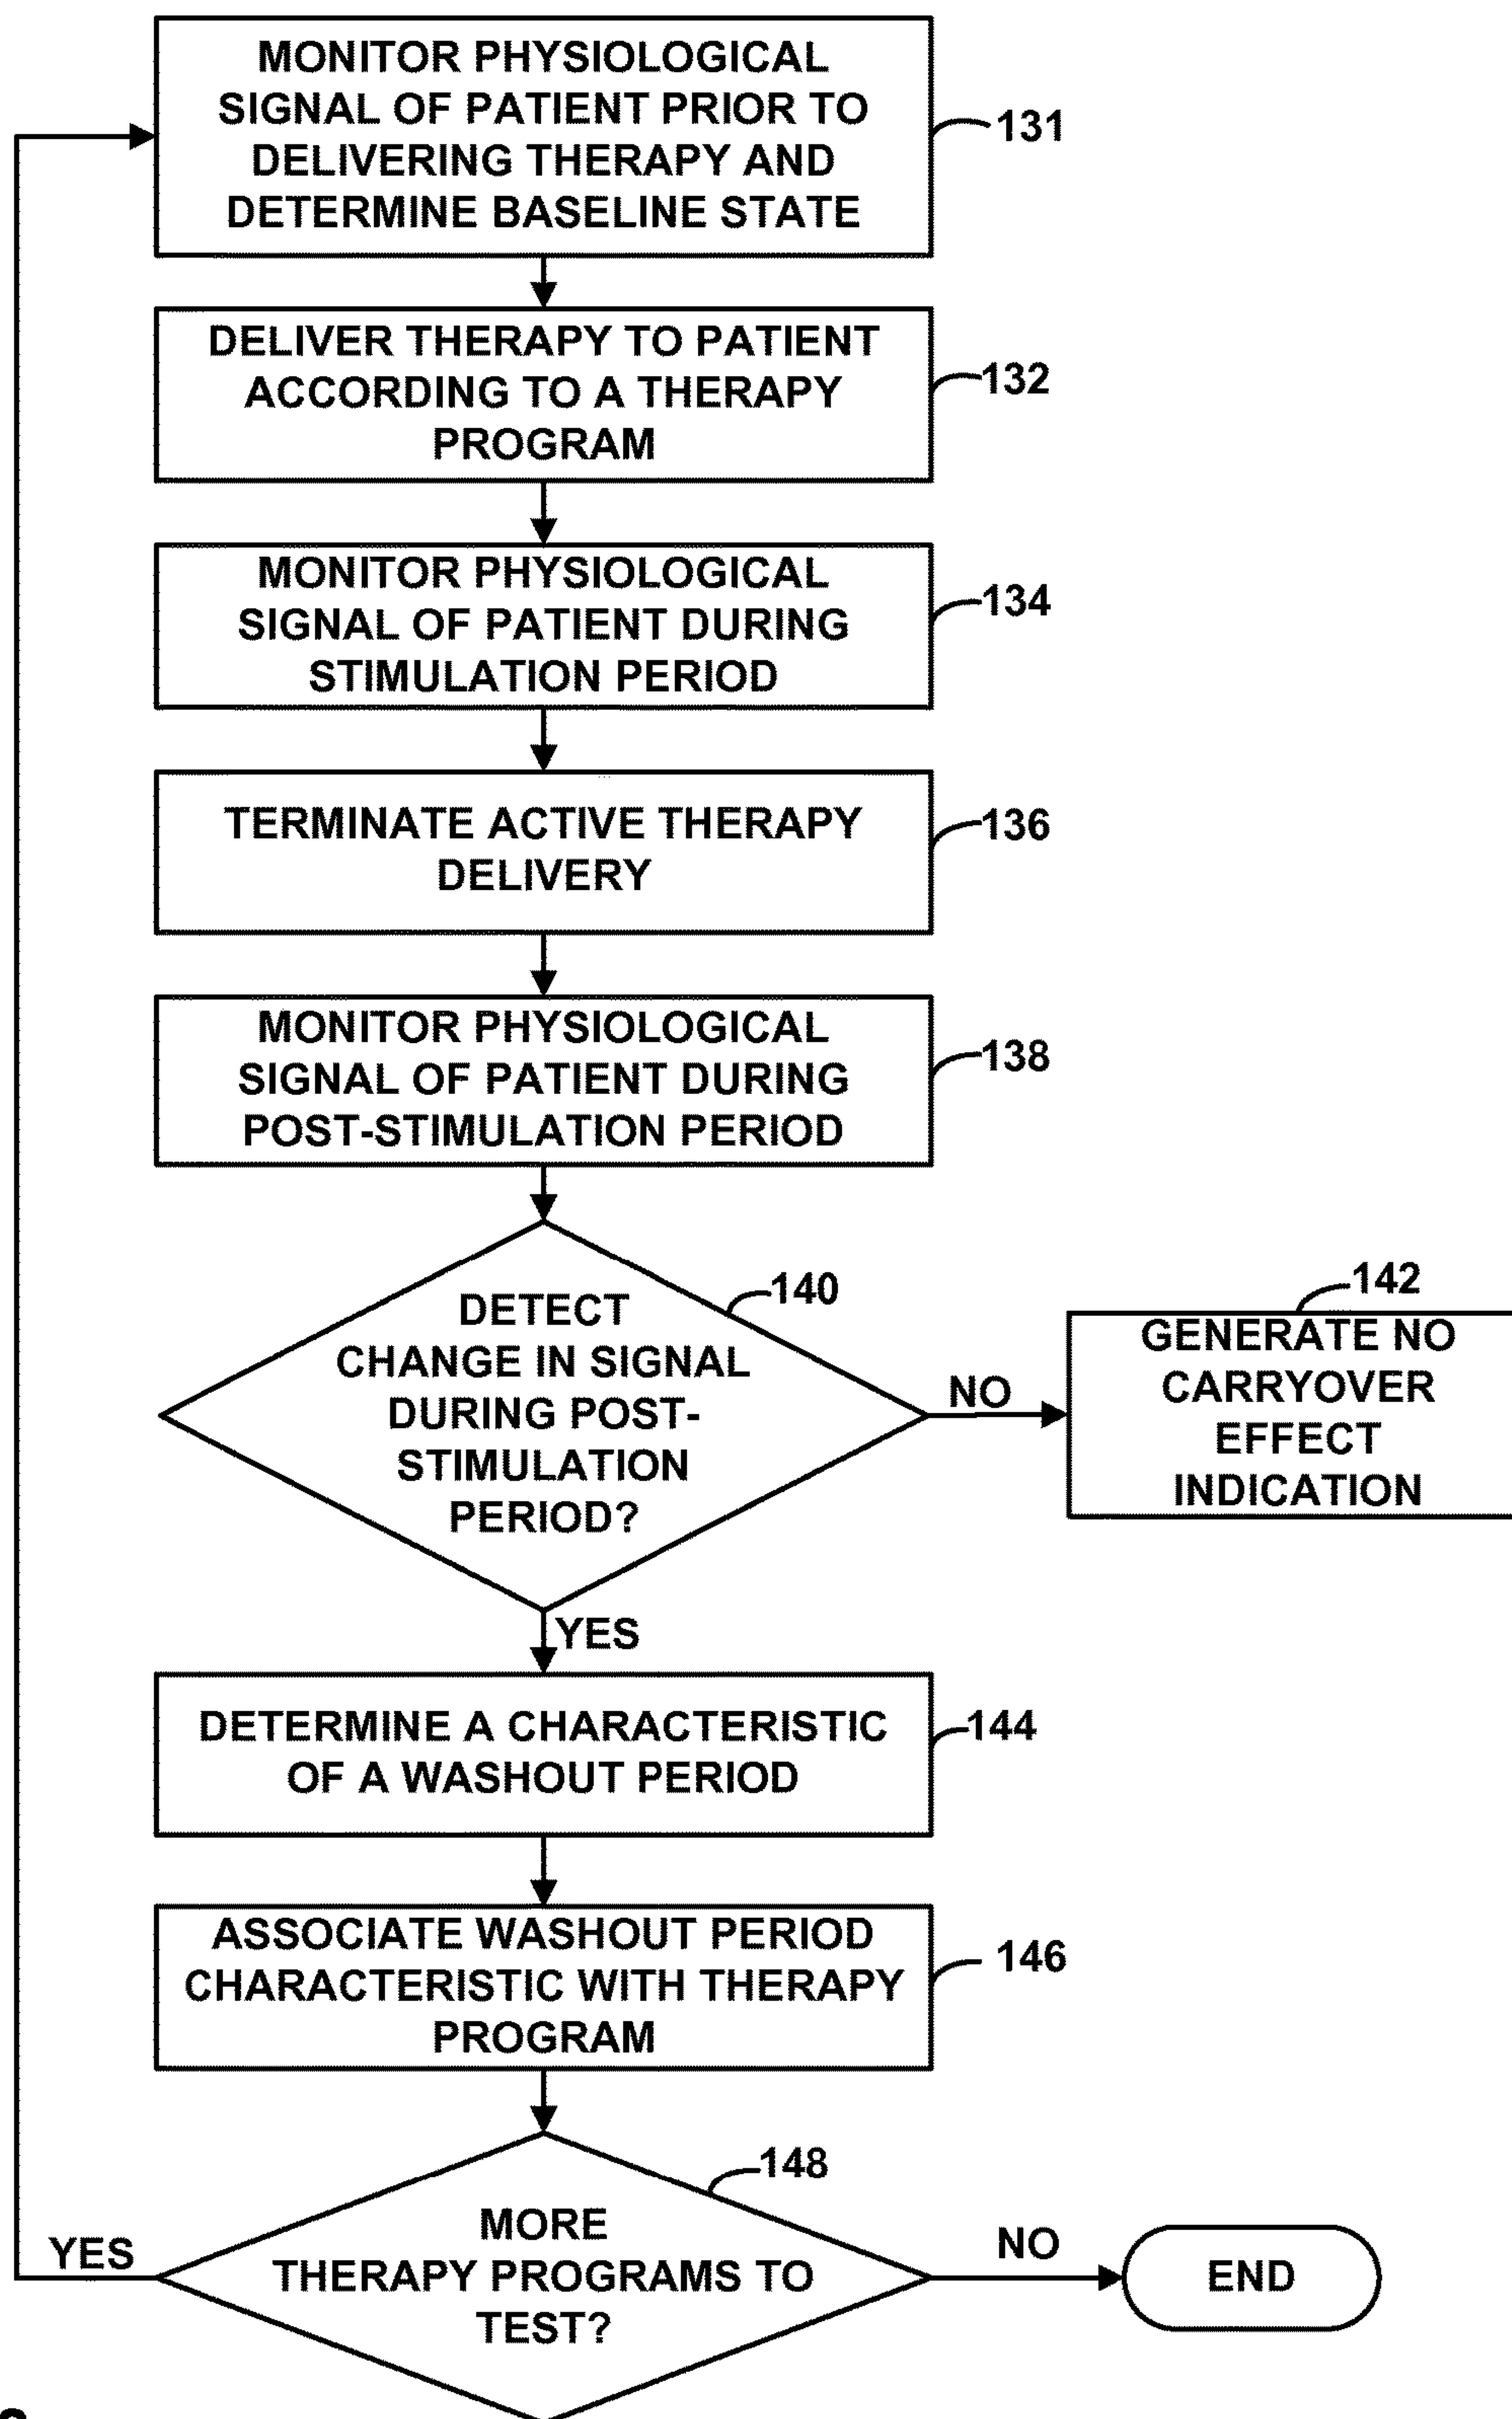 MONITOR PHYSIOLOGICAL
SIGNAL OF PATIENT PRIOR TO
DELIVERING THERAPY AND
DETERMINE BASELINE STATE
131
DELIVER THERAPY TO PATIENT
ACCORDING TO A THERAPY
PROGRAM
132
MONITOR PHYSIOLOGICAL
SIGNAL OF PATIENT DURING
STIMULATION PERIOD
134
TERMINATE ACTIVE THERAPY
DELIVERY
136
MONITOR PHYSIOLOGICAL
SIGNAL OF PATIENT DURING
POST-STIMULATION PERIOD
138
DETECT
CHANGE IN SIGNAL
DURING POST-
STIMULATION
PERIOD?
140
NO
142
GENERATE NO
CARRYOVER
EFFECT
INDICATION
YES
DETERMINE A CHARACTERISTIC
OF A WASHOUT PERIOD
144
ASSOCIATE WASHOUT PERIOD
CHARACTERISTIC WITH THERAPY
PROGRAM
146
148
MORE
THERAPY PROGRAMS TO
TEST?
YES
NO
END